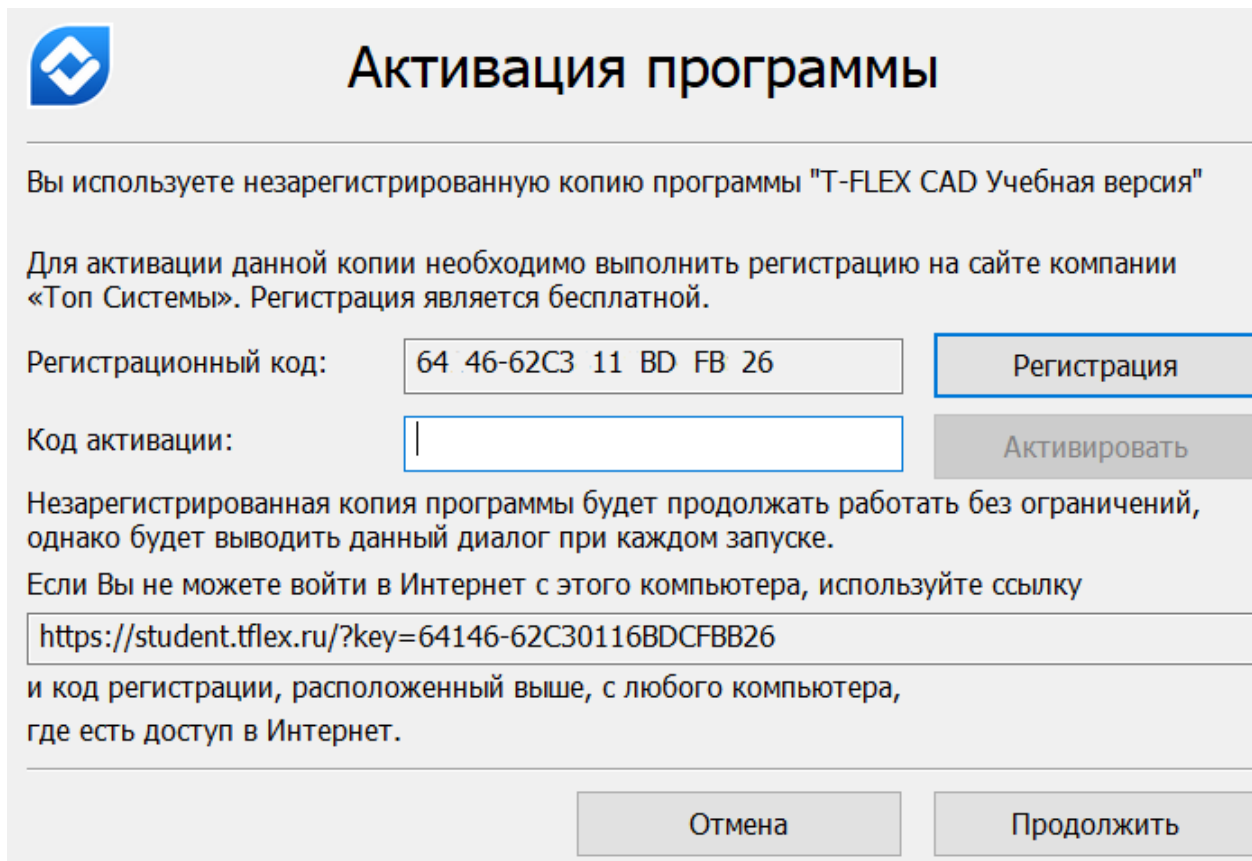 Активация программы
Вы используете незарегистрированную копию программы "T-FLEX CAD Учебная версия"
Для активации данной копии необходимо выполнить регистрацию на сайте компании
«Топ Системы». Регистрация является бесплатной.
Регистрационный код: 64 46-62C3 11 BD FB 26 Регистрация
Код активации: Активировать
Незарегистрированная копия программы будет продолжать работать без ограничений,
однако будет выводить данный диалог при каждом запуске.
Если Вы не можете войти в Интернет с этого компьютера, используйте ссылку
https://student.tflex.ru/?key=64146-62C30116BDCFBB26
и код регистрации, расположенный выше, с любого компьютера,
где есть доступ в Интернет.
Отмена Продолжить